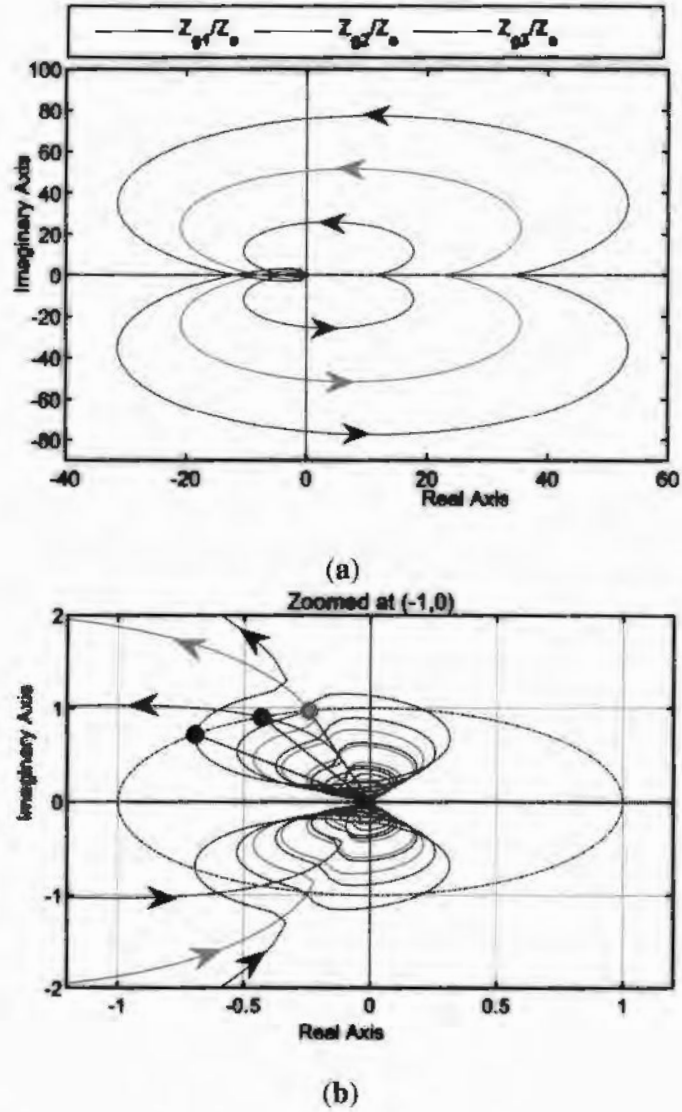 Zg1/Zo Zg2/Zo Zg3/Zo
100
80
60
40
20
0
-20
-40
-60
-80
Imaginary Axis
-40 -20 0 20 40 60
Real Axis
(a)
Zoomed at (-1,0)
2
1
0
-1
-2
Imaginary Axis
-1 -0.5 0 0.5 1
Real Axis
(b)